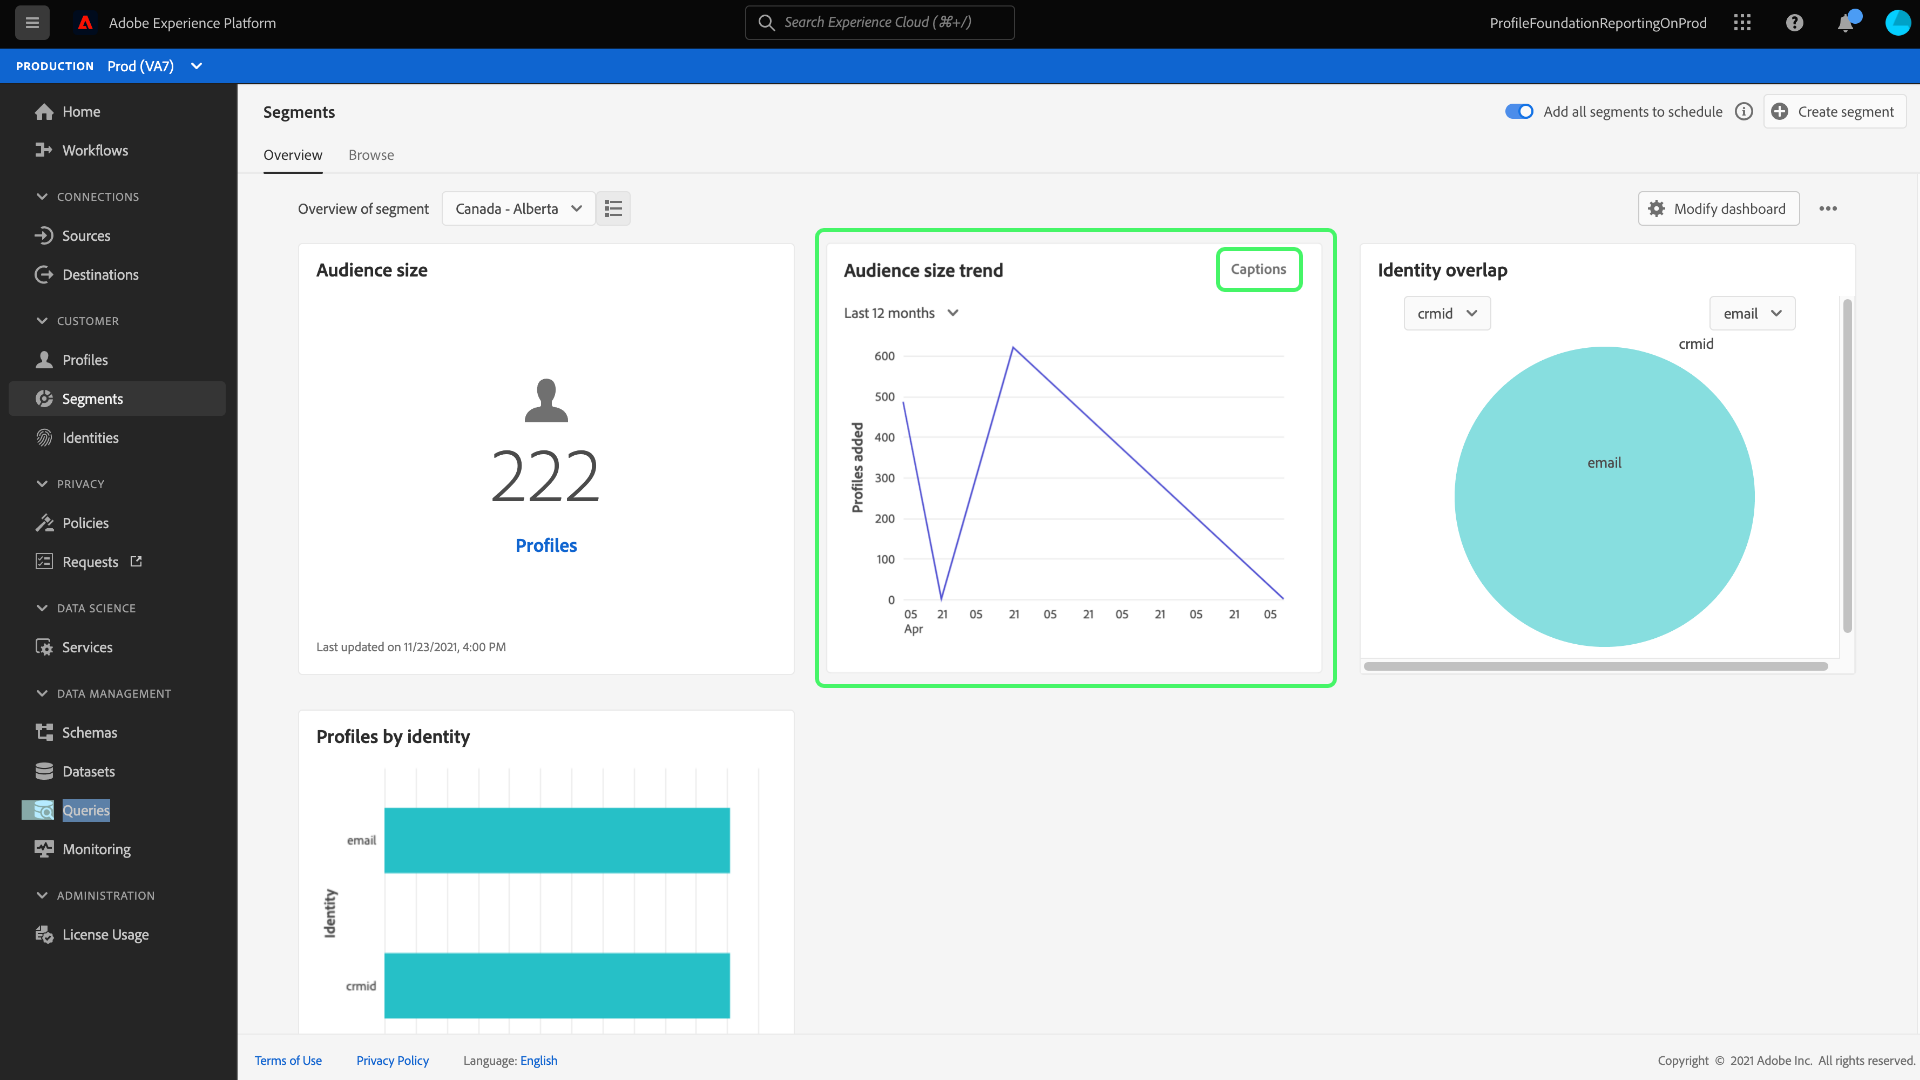 Adobe Experience Platform
Search Experience Cloud (⌘+/)
ProfileFoundationReportingOnProd
PRODUCTION Prod (VA7)
Home
Workflows
CONNECTIONS
Sources
Destinations
CUSTOMER
Profiles
Segments
Identities
PRIVACY
Policies
Requests
DATA SCIENCE
Services
DATA MANAGEMENT
Schemas
Datasets
Queries
Monitoring
ADMINISTRATION
License Usage
Segments
Add all segments to schedule
Create segment
Overview Browse
Overview of segment Canada - Alberta
Modify dashboard
Audience size
222
Profiles
Last updated on 11/23/2021, 4:00 PM
Audience size trend
Captions
Last 12 months
Profiles added
600
500
400
300
200
100
0
05 21 05 21 05 21 05 21 05 21 05
Apr
Identity overlap
crmid email
crmid
email
Profiles by identity
Identity
email
crmid
Terms of Use Privacy Policy Language: English
Copyright © 2021 Adobe Inc. All rights reserved.